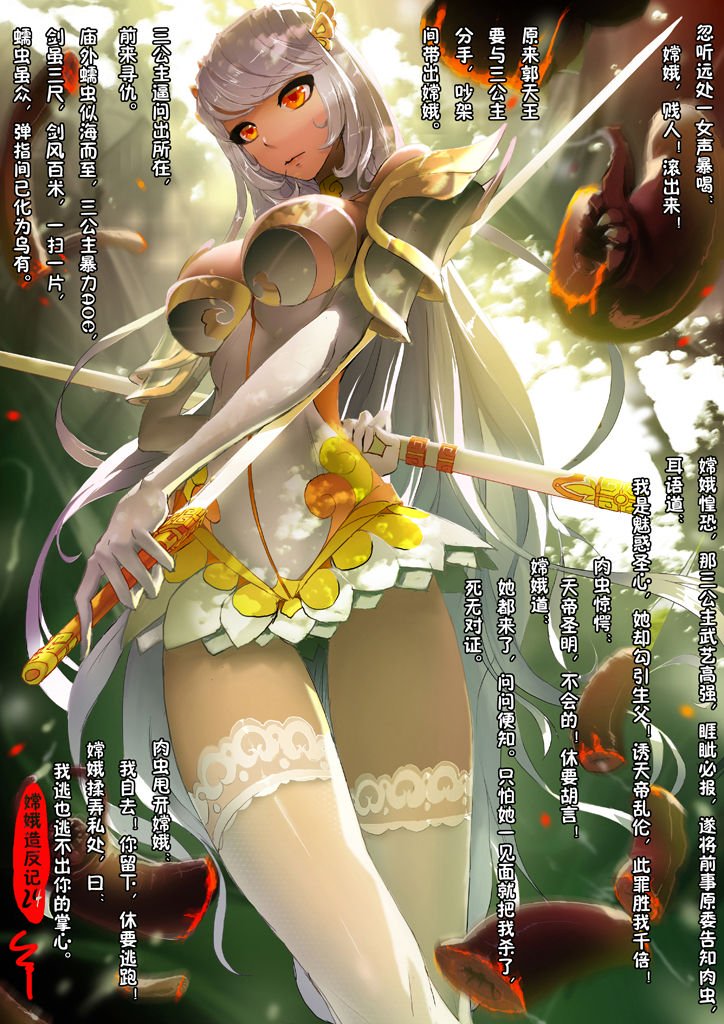 忽听远处一女声暴喝：
嫦娥，贱人！滚出来！
原来郭天王
要与三公主
分手，吵架
间带出嫦娥。
三公主逼问出所在，
前来寻仇。
庙外蠕虫似海而至，三公主暴力AOE，
剑虽三尺，剑风百米，一扫一片，
蠕虫虽众，弹指间已化为乌有。
嫦娥惶恐，那三公主武艺高强，睚眦必报，遂将前事原委告知肉虫，
耳语道：
我是魅惑圣心，她却勾引生父！诱天帝乱伦，此罪胜我千倍！
肉虫惊愕：
天帝圣明，不会的！休要胡言！
嫦娥道：
她都来了，问问便知。只怕她一见面就把我杀了，
死无对证。
肉虫甩开嫦娥：
我自去！你留下，休要逃跑！
嫦娥揉弄私处，曰：
我逃也逃不出你的掌心。
嫦娥造反记24